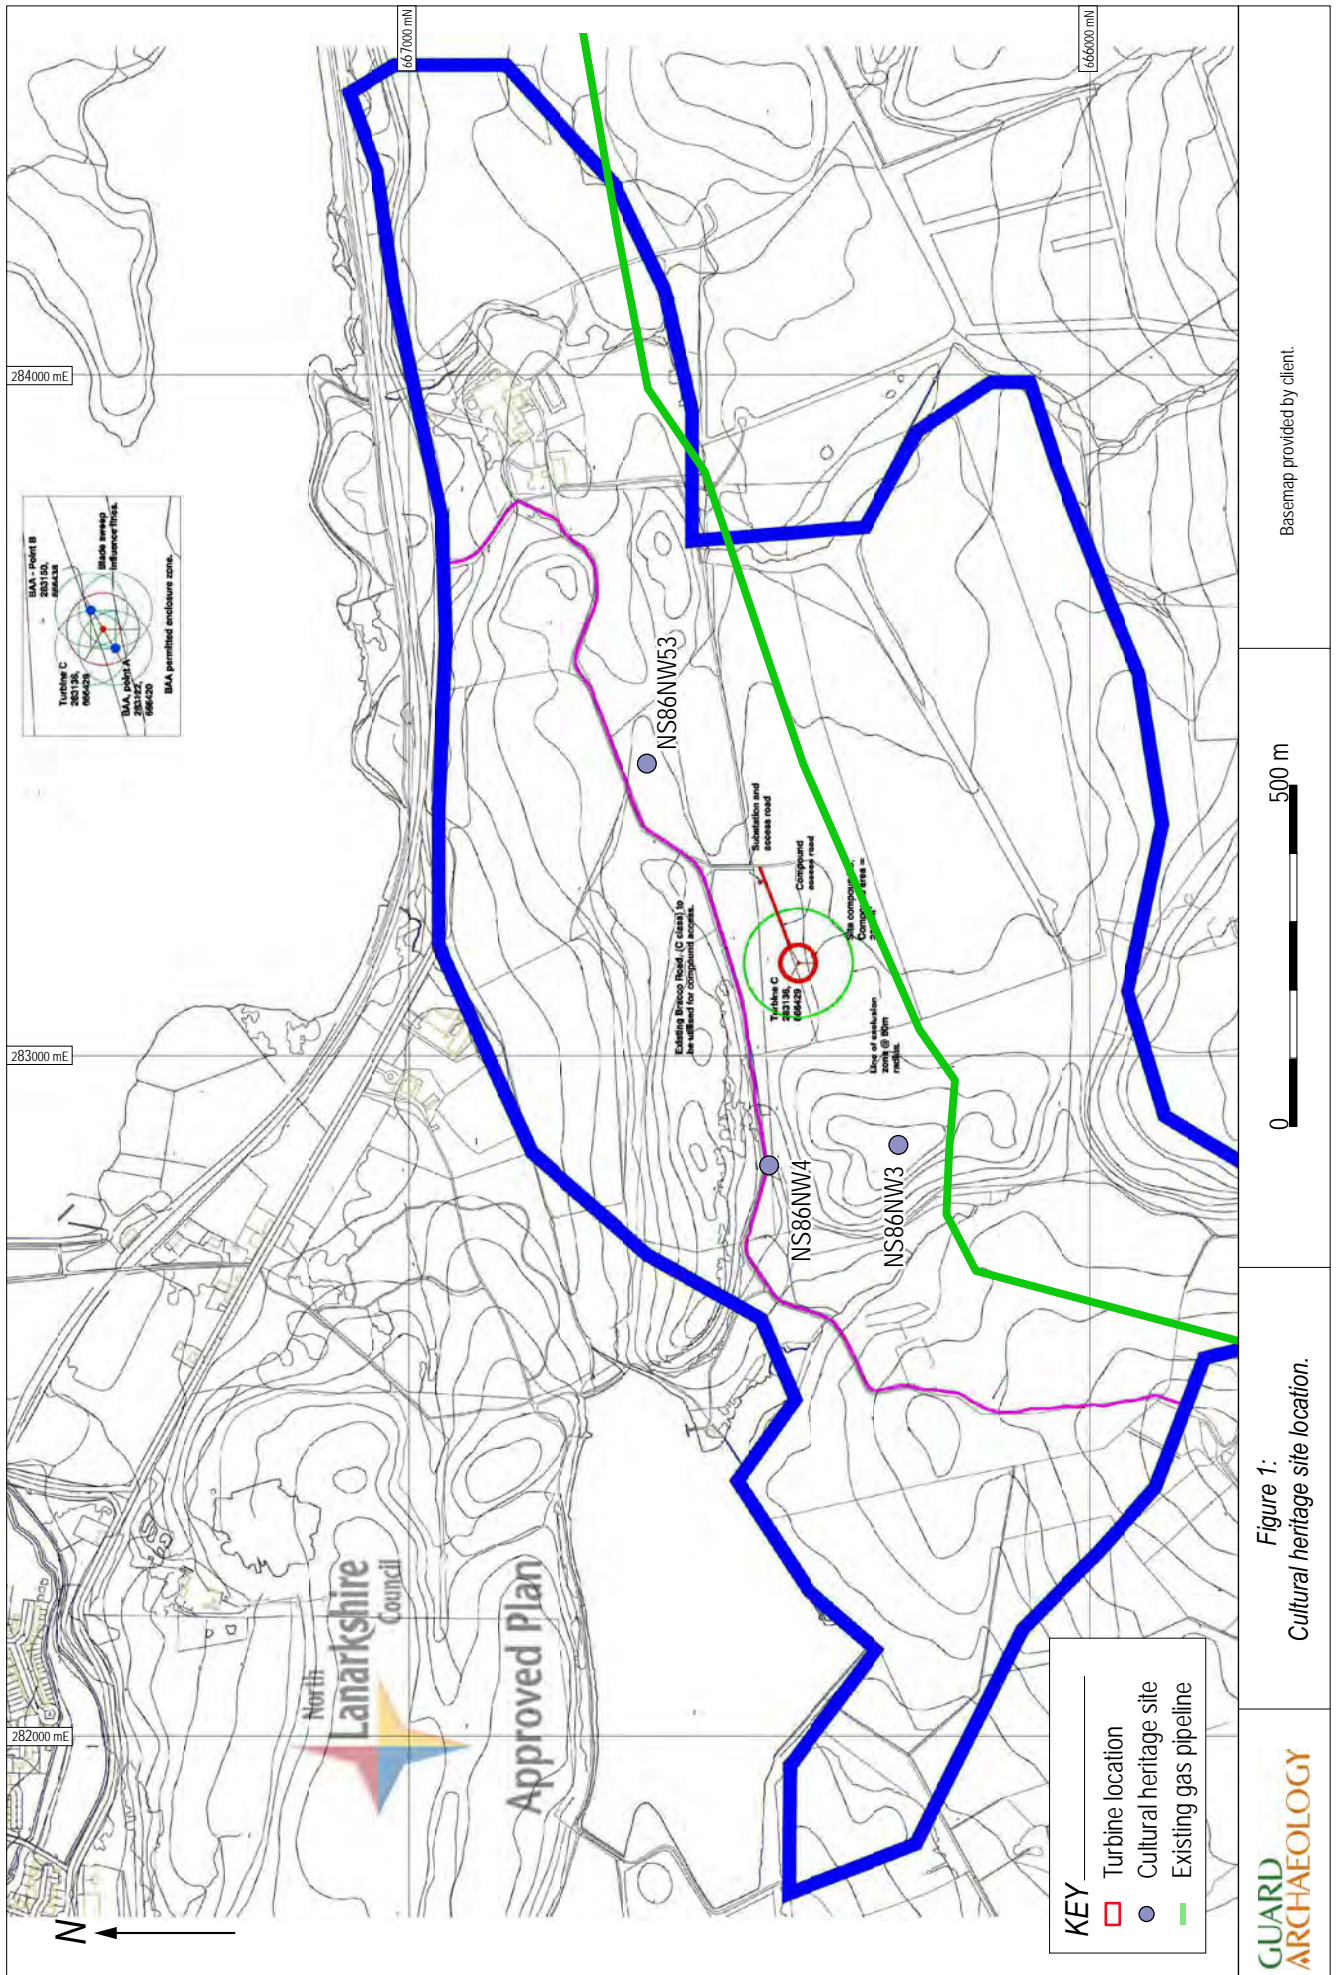 N
282000 mE
283000 mE
284000 mE
667000 mN
666000 mN
BAA - Point B
283150,
666438
Turbine C
283136,
666429
Blade sweep
influence lines.
BAA, point A
283122,
666420
BAA permitted enclosure zone.
North
Lanarkshire
Council
Approved Plan
NS86NW53
Existing Bracco Road. (C class) to
be utilised for compound access.
Substation and
access road
Compound
access road
Site compound,
Turbine C
283136,
666429
Line of exclusion
zone @ 80m
radius.
NS86NW4
NS86NW3
KEY
Turbine location
Cultural heritage site
Existing gas pipeline
GUARD
ARCHAEOLOGY
Figure 1:
Cultural heritage site location.
0
500 m
Basemap provided by client.